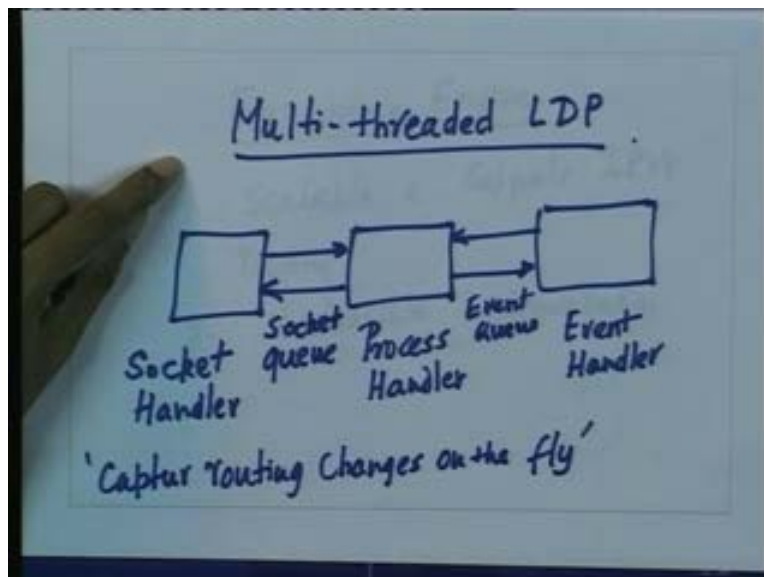 Multi-threaded LDP
Socket
Handler
Socket
queue
Process
Handler
Event
queue
Event
Handler
'Captur routing Changes on the fly'